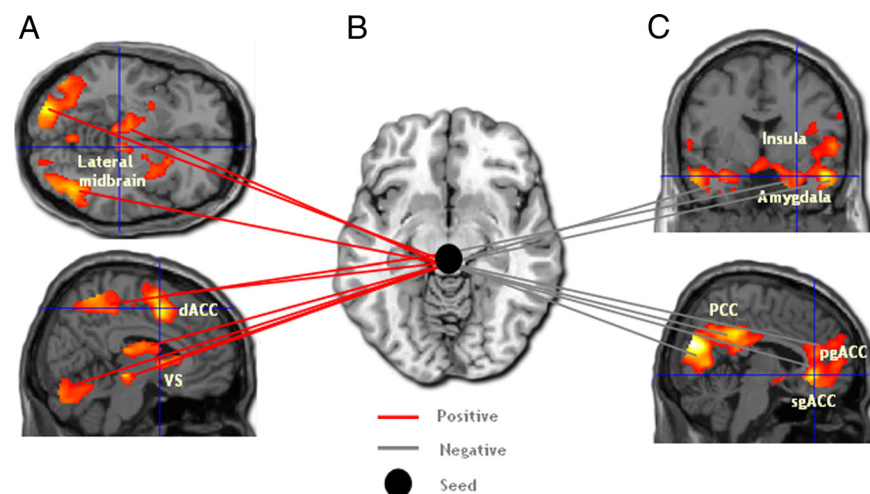 A
B
C
Lateral
midbrain
Insula
Amygdala
dACC
VS
PCC
pgACC
sgACC
Positive
Negative
Seed